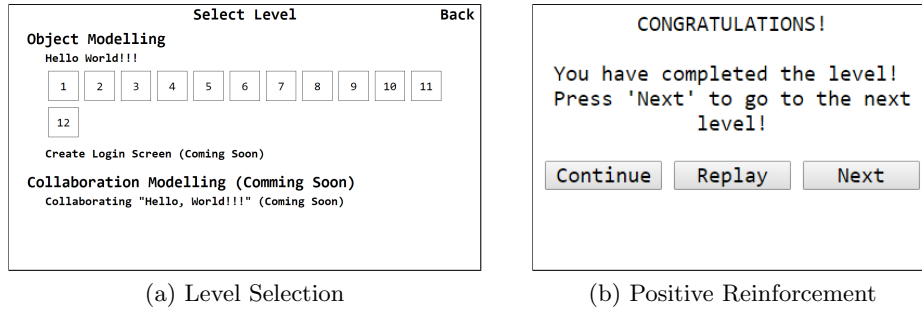 Select Level Back
Object Modelling
Hello World!!!
1 2 3 4 5 6 7 8 9 10 11
12
Create Login Screen (Coming Soon)
Collaboration Modelling (Comming Soon)
Collaborating "Hello, World!!!" (Coming Soon)
(a) Level Selection
CONGRATULATIONS!
You have completed the level!
Press 'Next' to go to the next
level!
Continue Replay Next
(b) Positive Reinforcement